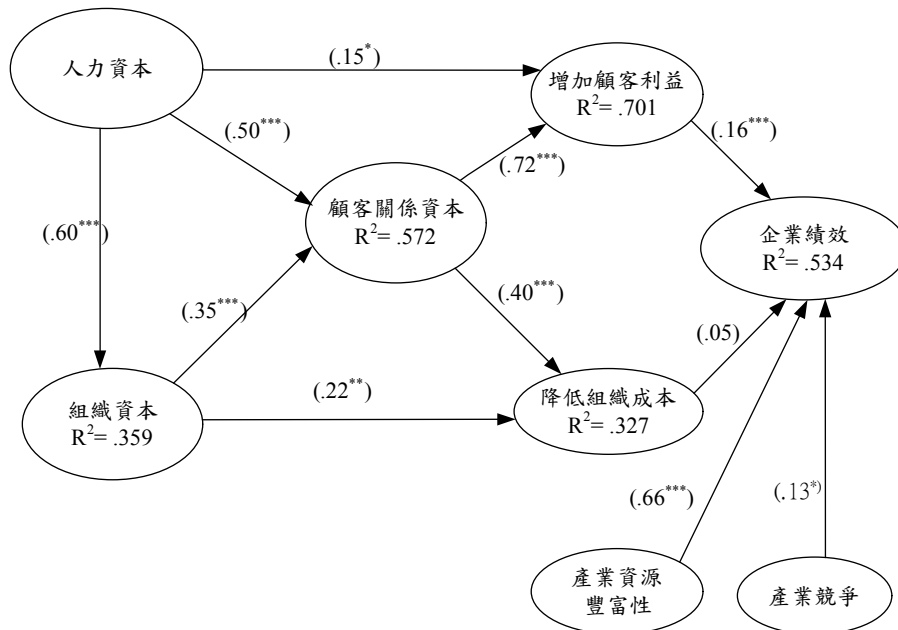 人力資本
(.15*)
增加顧客利益
R²= .701
(.50***)
(.72***)
(.16***)
顧客關係資本
R²= .572
企業績效
R²= .534
(.60***)
(.35***)
(.40***)
(.05)
組織資本
R²= .359
(.22**)
降低組織成本
R²= .327
(.66***)
(.13*)
產業資源
豐富性
產業競爭